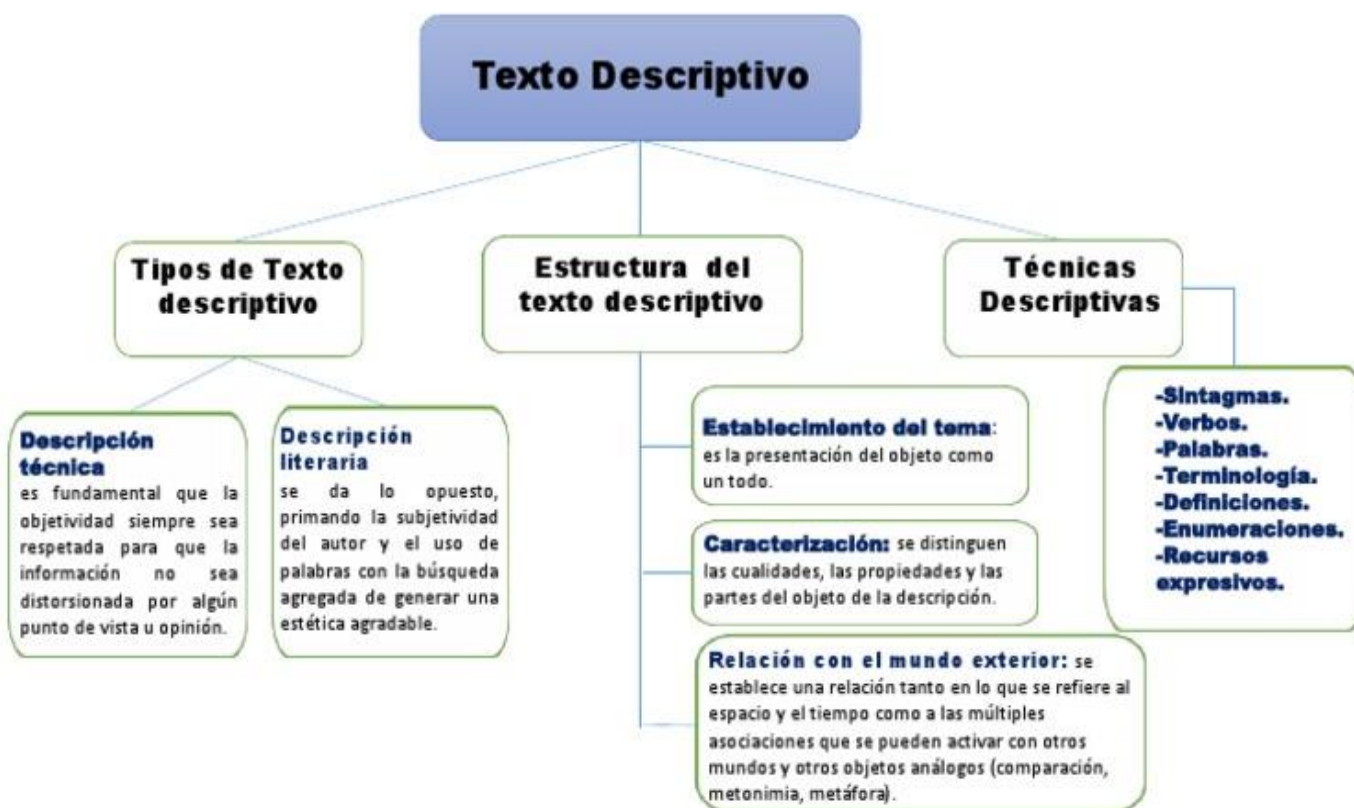 Texto Descriptivo
Tipos de Texto
descriptivo
Descripción
técnica
es fundamental que la
objetividad siempre sea
respetada para que la
información no sea
distorsionada por algún
punto de vista u opinión.
Descripción
literaria
se da lo opuesto,
primando la subjetividad
del autor y el uso de
palabras con la búsqueda
agregada de generar una
estética agradable.
Estructura del
texto descriptivo
Establecimiento del tema:
es la presentación del objeto como
un todo.
Caracterización: se distinguen
las cualidades, las propiedades y las
partes del objeto de la descripción.
Relación con el mundo exterior: se
establece una relación tanto en lo que se refiere al
espacio y el tiempo como a las múltiples
asociaciones que se pueden activar con otros
mundos y otros objetos análogos (comparación,
metonimia, metáfora).
Técnicas
Descriptivas
-Sintagmas.
-Verbos.
-Palabras.
-Terminología.
-Definiciones.
-Enumeraciones.
-Recursos
expresivos.